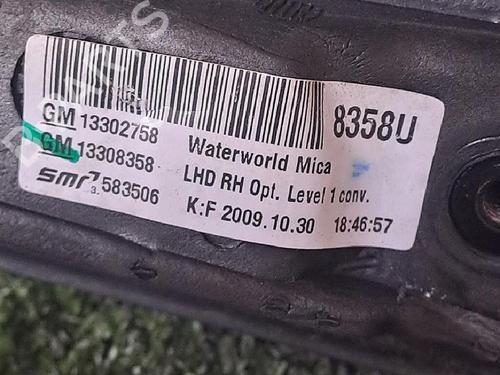 8358U
GM 13302758
GM 13308358
smr 3.583506
Waterworld Mica
LHD RH Opt. Level 1 conv.
K:F 2009.10.30 18:46:57